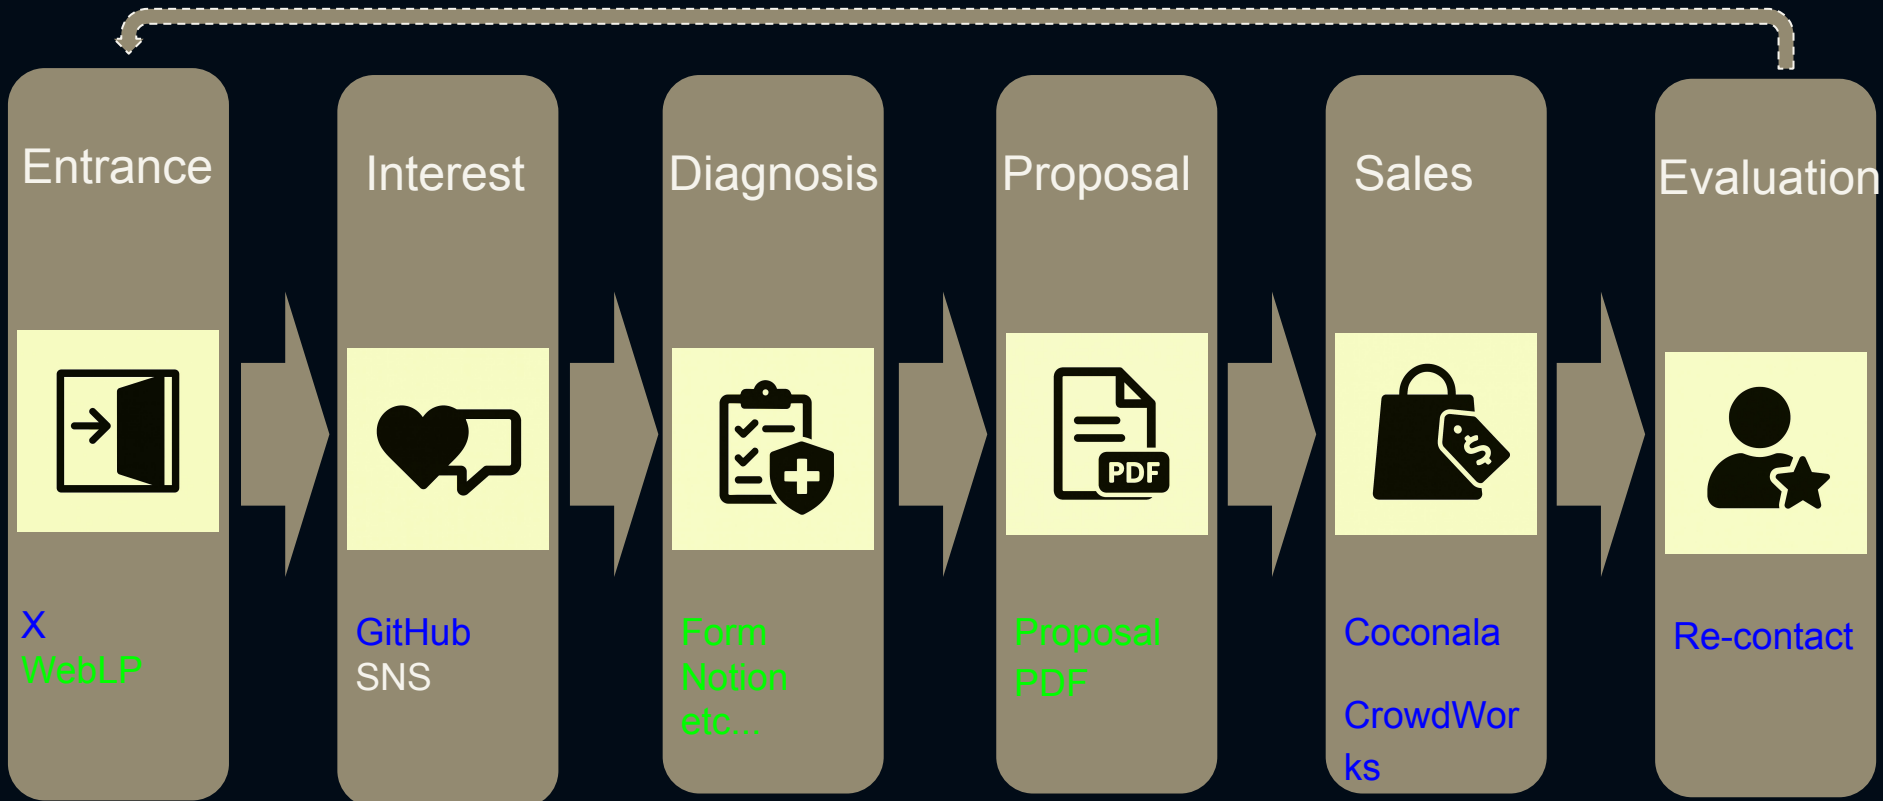 Entrance
Interest
Diagnosis
Proposal
Sales
Evaluation
PDF
$
X
WebLP
GitHub
SNS
Form
Notion
etc...
Proposal
PDF
Coconala
CrowdWor
ks
Re-contact